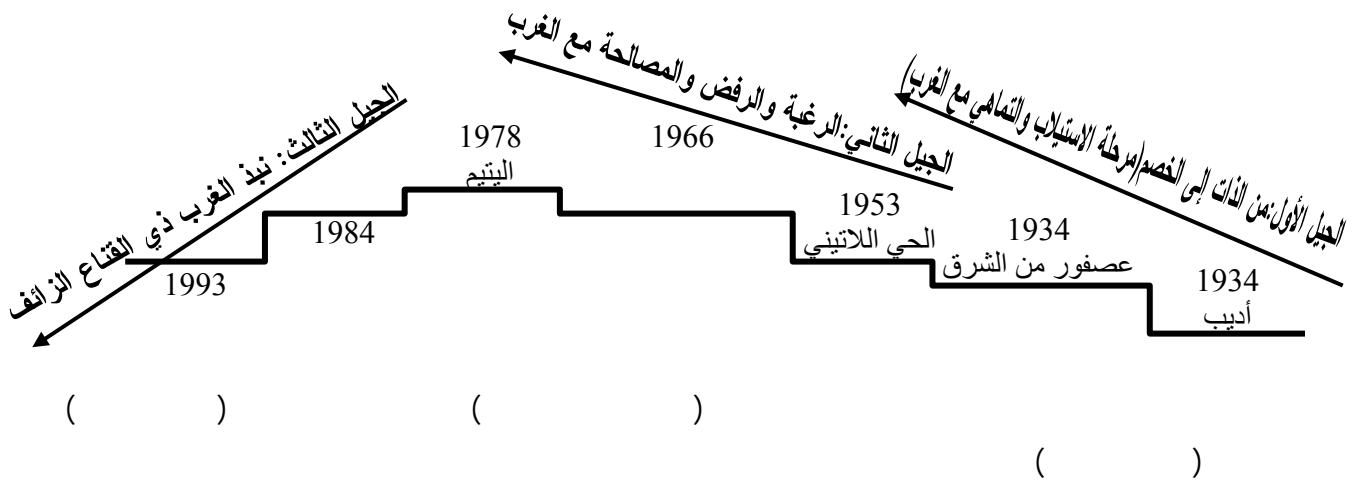 الجيل الأول:من الذات إلى الخصم(مرحلة الاستيلاب والتماهي مع الغرب)
الجيل الثاني:الرغبة والرفض والمصالحة مع الغرب
الجيل الثالث: نبذ الغرب ذي القناع الزائف
1934
أديب
1934
عصفور من الشرق
1953
الحي اللاتيني
1966
1978
اليتيم
1984
1993
( )
( )
( )